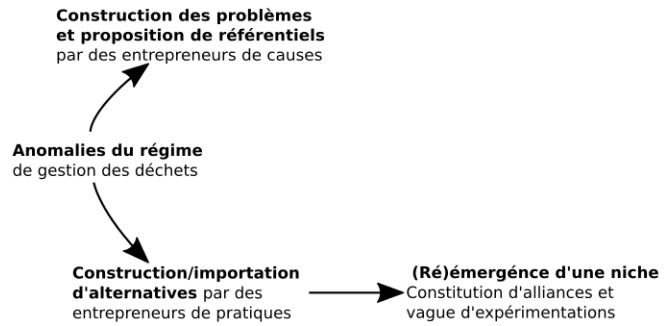 Construction des problèmes
et proposition de référentiels
par des entrepreneurs de causes
Anomalies du régime
de gestion des déchets
Construction/importation
d'alternatives par des
entrepreneurs de pratiques
(Ré)émergénce d'une niche
Constitution d'alliances et
vague d'expérimentations